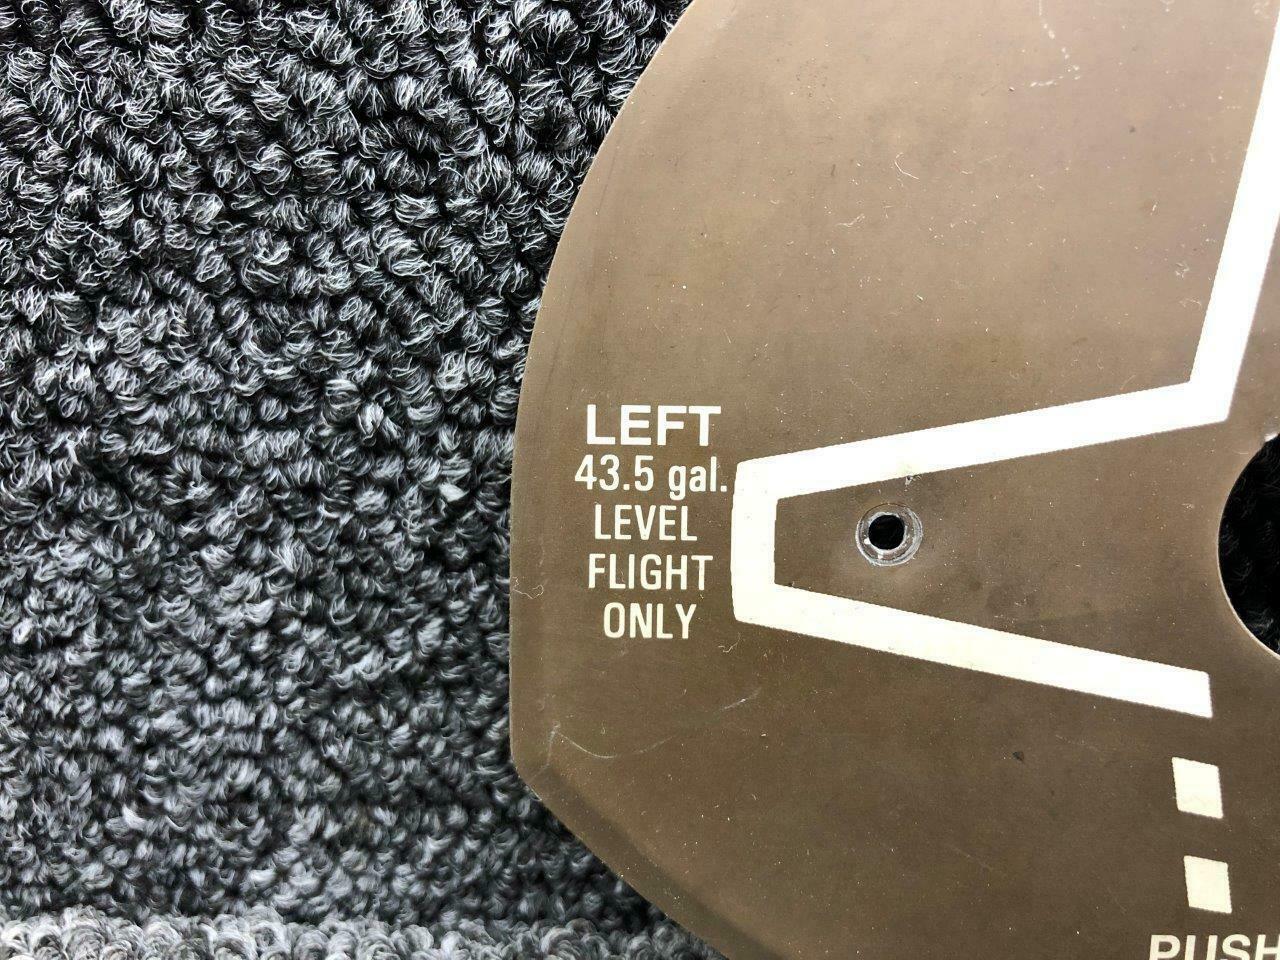 LEFT
43.5 gal.
LEVEL
FLIGHT
ONLY
PUSH